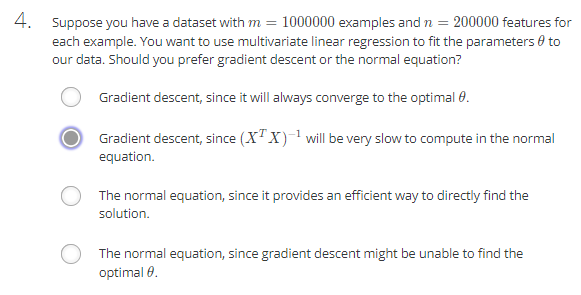 4. Suppose you have a dataset with m = 1000000 examples and n = 200000 features for
each example. You want to use multivariate linear regression to fit the parameters θ to
our data. Should you prefer gradient descent or the normal equation?
Gradient descent, since it will always converge to the optimal θ.
Gradient descent, since (XᵀX)⁻¹ will be very slow to compute in the normal
equation.
The normal equation, since it provides an efficient way to directly find the
solution.
The normal equation, since gradient descent might be unable to find the
optimal θ.